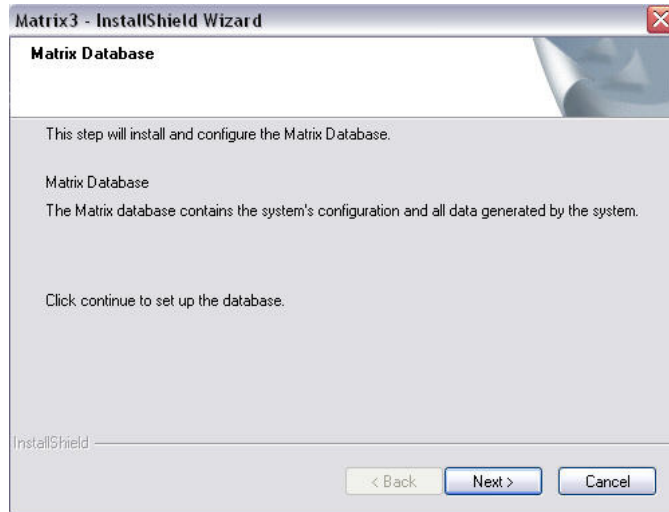 Matrix3 - InstallShield Wizard
Matrix Database
This step will install and configure the Matrix Database.
Matrix Database
The Matrix database contains the system's configuration and all data generated by the system.
Click continue to set up the database.
InstallShield
< Back Next > Cancel